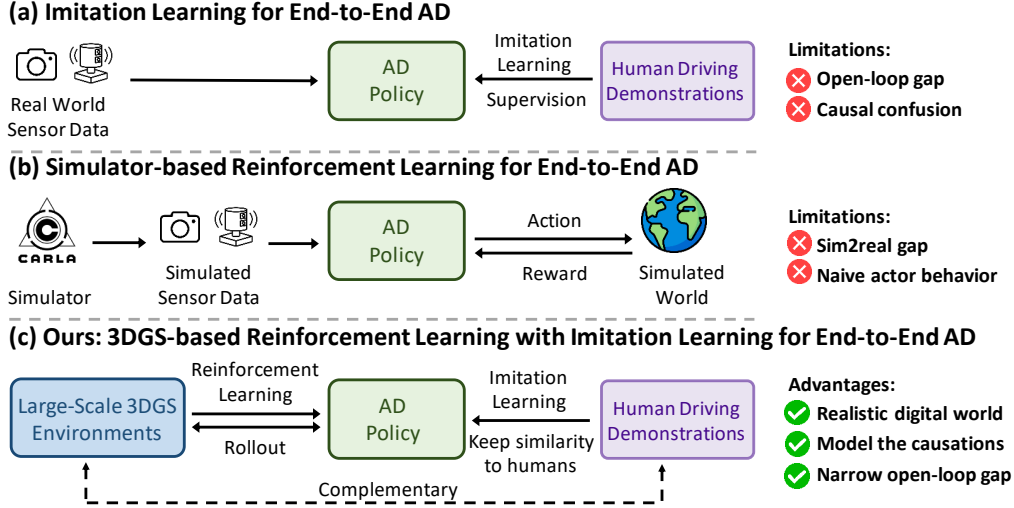 (a) Imitation Learning for End-to-End AD
Real World
Sensor Data
AD
Policy
Imitation
Learning
Supervision
Human Driving
Demonstrations
Limitations:
Open-loop gap
Causal confusion
(b) Simulator-based Reinforcement Learning for End-to-End AD
CARLA
Simulator
Simulated
Sensor Data
AD
Policy
Action
Reward
Simulated
World
Limitations:
Sim2real gap
Naive actor behavior
(c) Ours: 3DGS-based Reinforcement Learning with Imitation Learning for End-to-End AD
Large-Scale 3DGS
Environments
Reinforcement
Learning
Rollout
AD
Policy
Imitation
Learning
Keep similarity
to humans
Human Driving
Demonstrations
Complementary
Advantages:
Realistic digital world
Model the causations
Narrow open-loop gap